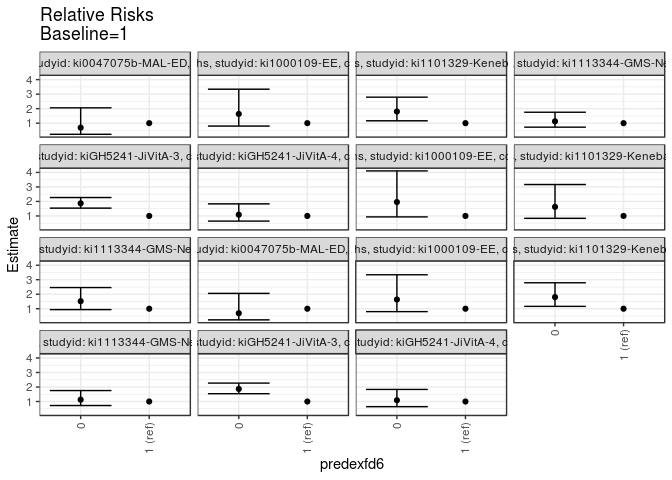 Relative Risks
Baseline=1
studyid: ki0047075b-MAL-ED,
hs, studyid: ki1000109-EE, c
s, studyid: ki1101329-Keneb
studyid: ki1113344-GMS-Ne
4
3
2
1
studyid: kiGH5241-JiVitA-3, c
studyid: kiGH5241-JiVitA-4, c
hs, studyid: ki1000109-EE, c
s, studyid: ki1101329-Keneb
4
3
2
1
studyid: ki1113344-GMS-Ne
udyid: ki0047075b-MAL-ED,
hs, studyid: ki1000109-EE, c
s, studyid: ki1101329-Keneb
4
3
2
1
0
1 (ref)
, studyid: ki1113344-GMS-Ne
studyid: kiGH5241-JiVitA-3, c
studyid: kiGH5241-JiVitA-4, c
4
3
2
1
0
1 (ref)
0
1 (ref)
0
1 (ref)
Estimate
predexfd6